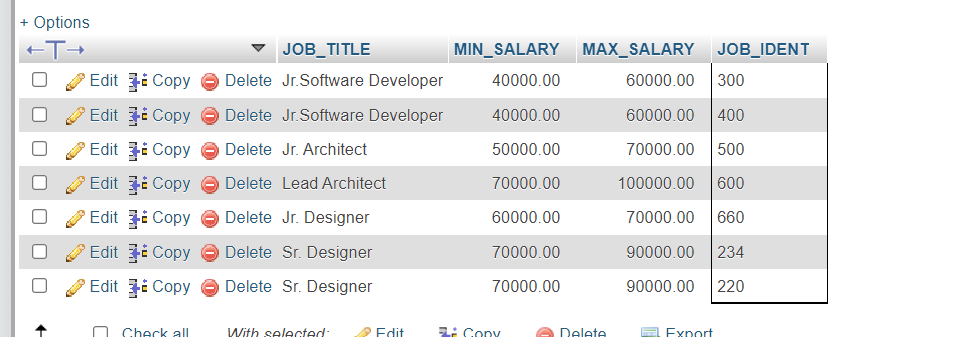 + Options
←T→ JOB_TITLE MIN_SALARY MAX_SALARY JOB_IDENT
Edit Copy Delete Jr.Software Developer 40000.00 60000.00 300
Edit Copy Delete Jr.Software Developer 40000.00 60000.00 400
Edit Copy Delete Jr. Architect 50000.00 70000.00 500
Edit Copy Delete Lead Architect 70000.00 100000.00 600
Edit Copy Delete Jr. Designer 60000.00 70000.00 660
Edit Copy Delete Sr. Designer 70000.00 90000.00 234
Edit Copy Delete Sr. Designer 70000.00 90000.00 220
Check all With selected: Edit Copy Delete Export